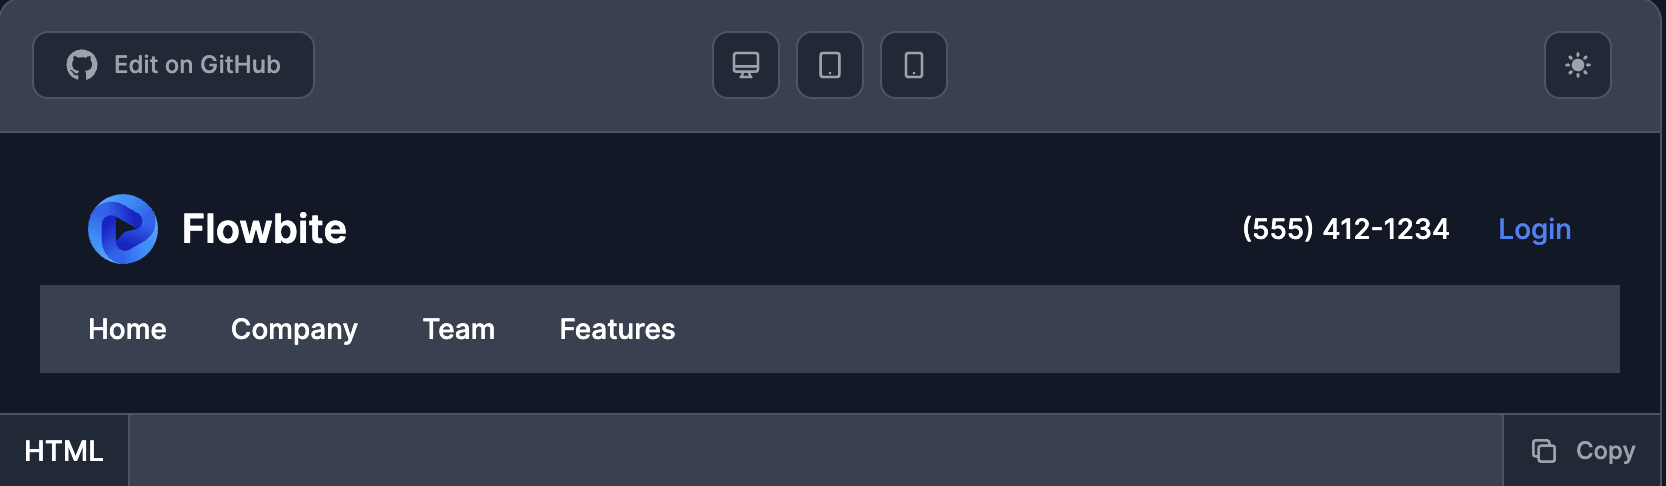 Edit on GitHub
Flowbite
(555) 412-1234 Login
Home Company Team Features
HTML
Copy